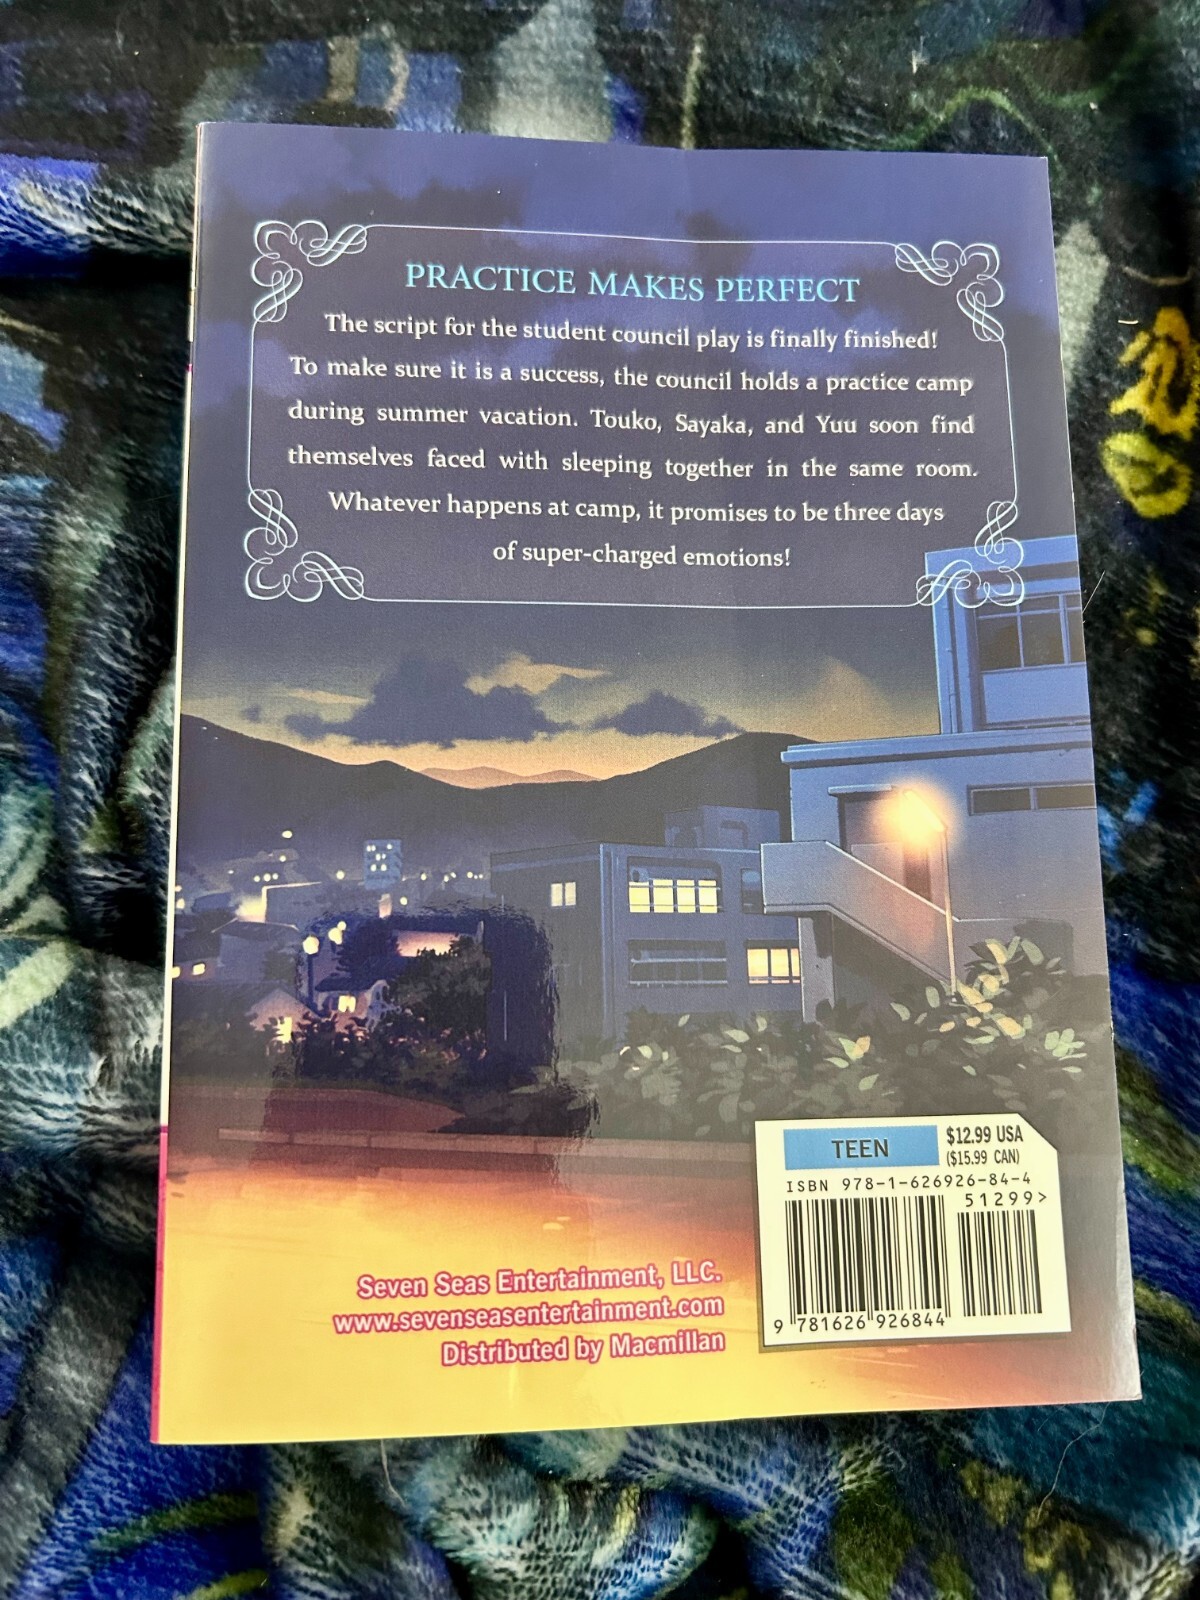 PRACTICE MAKES PERFECT
The script for the student council play is finally finished!
To make sure it is a success, the council holds a practice camp
during summer vacation. Touko, Sayaka, and Yuu soon find
themselves faced with sleeping together in the same room.
Whatever happens at camp, it promises to be three days
of super-charged emotions!
TEEN
$12.99 USA
($15.99 CAN)
ISBN 978-1-626926-84-4
51299>
9 781626 926844
Seven Seas Entertainment, LLC.
www.sevenseasentertainment.com
Distributed by Macmillan